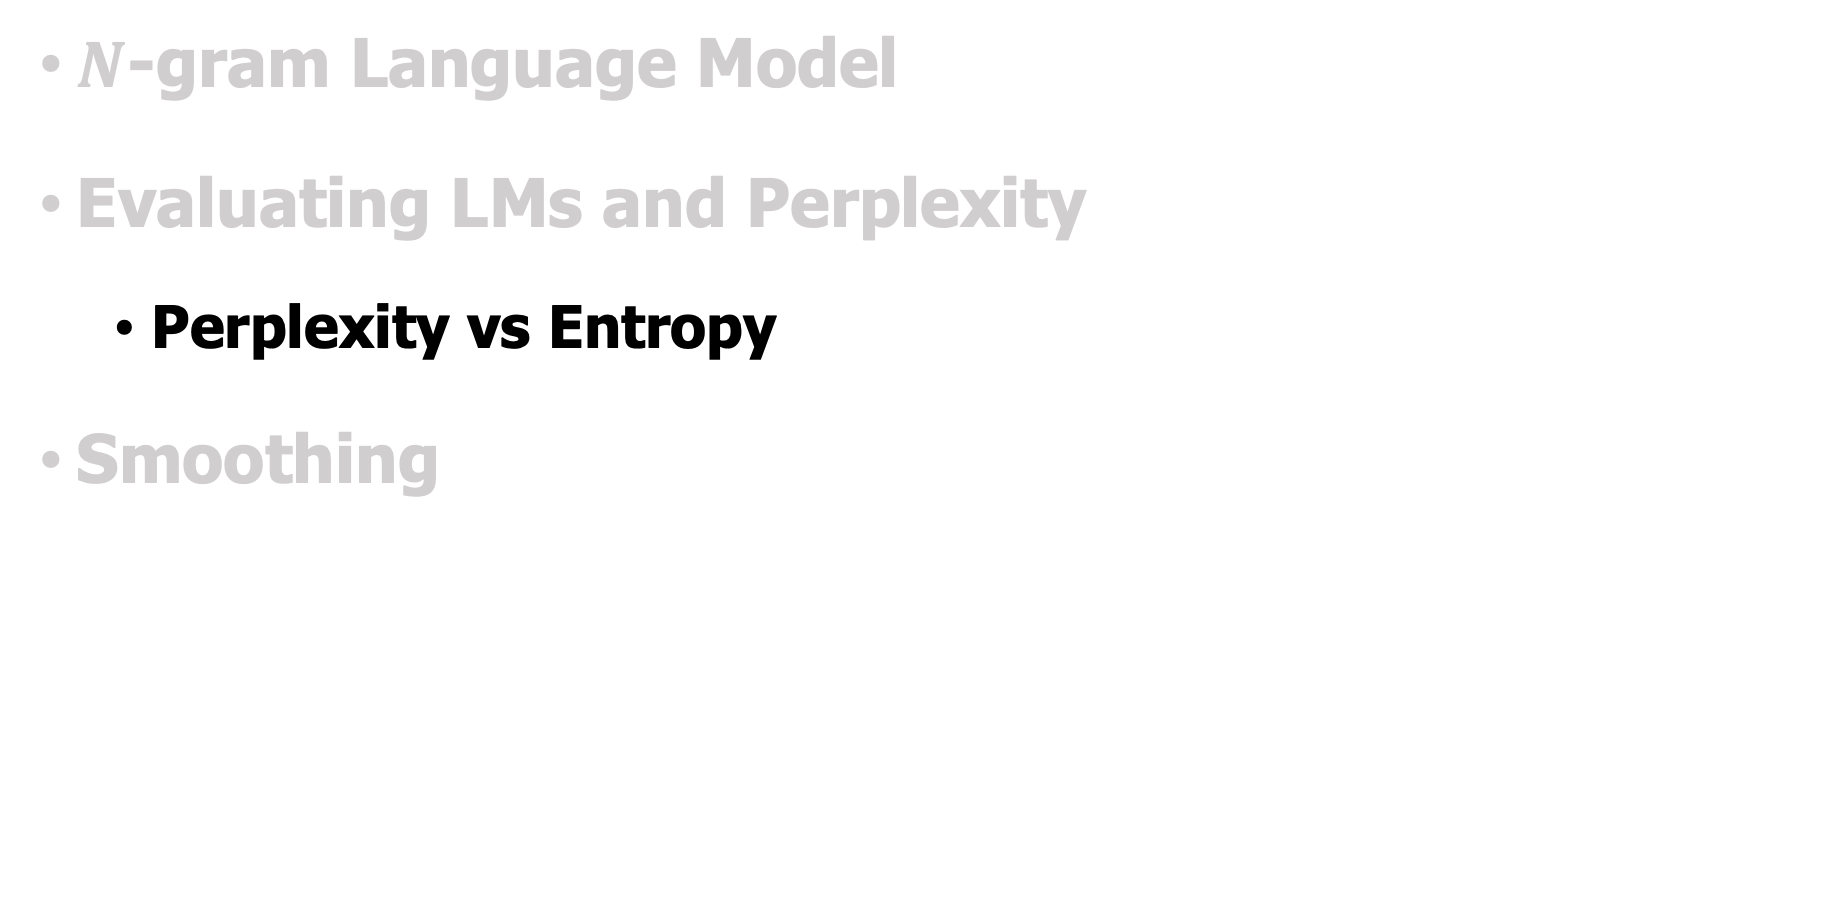 • N-gram Language Model
• Evaluating LMs and Perplexity
• Perplexity vs Entropy
• Smoothing